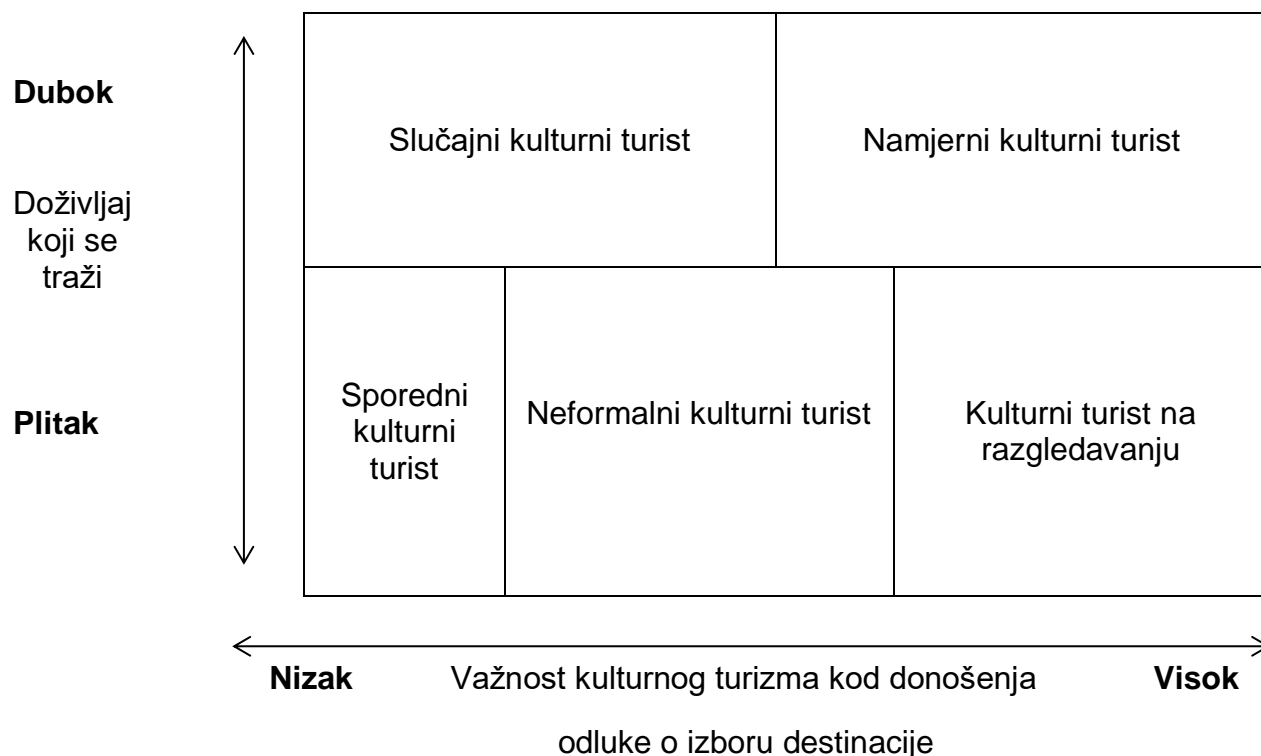 Dubok
Slučajni kulturni turist
Namjerni kulturni turist
Doživljaj
koji se
traži
Plitak
Sporedni
kulturni
turist
Neformalni kulturni turist
Kulturni turist na
razgledavanju
Nizak
Važnost kulturnog turizma kod donošenja
Visok
odluke o izboru destinacije